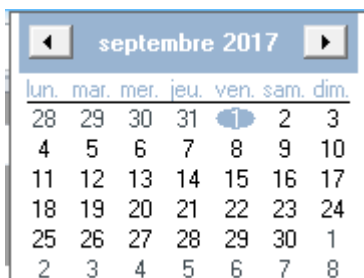 septembre 2017
lun. mar. mer. jeu. ven. sam. dim.
28 29 30 31 1 2 3
4 5 6 7 8 9 10
11 12 13 14 15 16 17
18 19 20 21 22 23 24
25 26 27 28 29 30 1
2 3 4 5 6 7 8